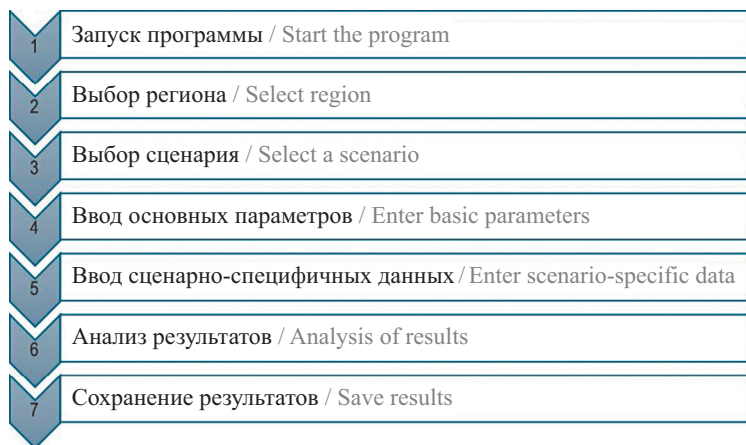 1 Запуск программы / Start the program
2 Выбор региона / Select region
3 Выбор сценария / Select a scenario
4 Ввод основных параметров / Enter basic parameters
5 Ввод сценарно-специфичных данных / Enter scenario-specific data
6 Анализ результатов / Analysis of results
7 Сохранение результатов / Save results